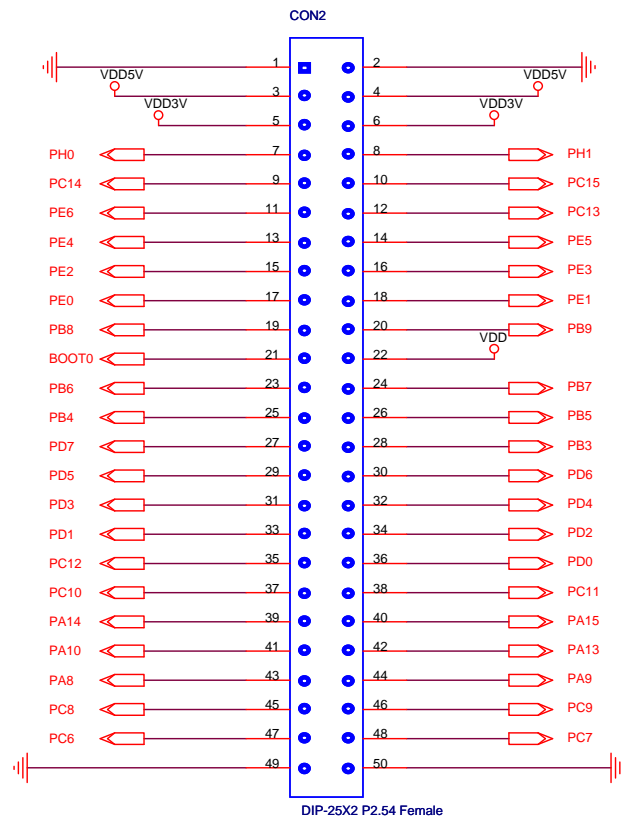 CON2
1 2
VDD5V 3 4 VDD5V
VDD3V 5 6 VDD3V
PH0 7 8 PH1
PC14 9 10 PC15
PE6 11 12 PC13
PE4 13 14 PE5
PE2 15 16 PE3
PE0 17 18 PE1
PB8 19 20 PB9
BOOT0 21 22 VDD
PB6 23 24 PB7
PB4 25 26 PB5
PD7 27 28 PB3
PD5 29 30 PD6
PD3 31 32 PD4
PD1 33 34 PD2
PC12 35 36 PD0
PC10 37 38 PC11
PA14 39 40 PA15
PA10 41 42 PA13
PA8 43 44 PA9
PC8 45 46 PC9
PC6 47 48 PC7
49 50
DIP-25X2 P2.54 Female